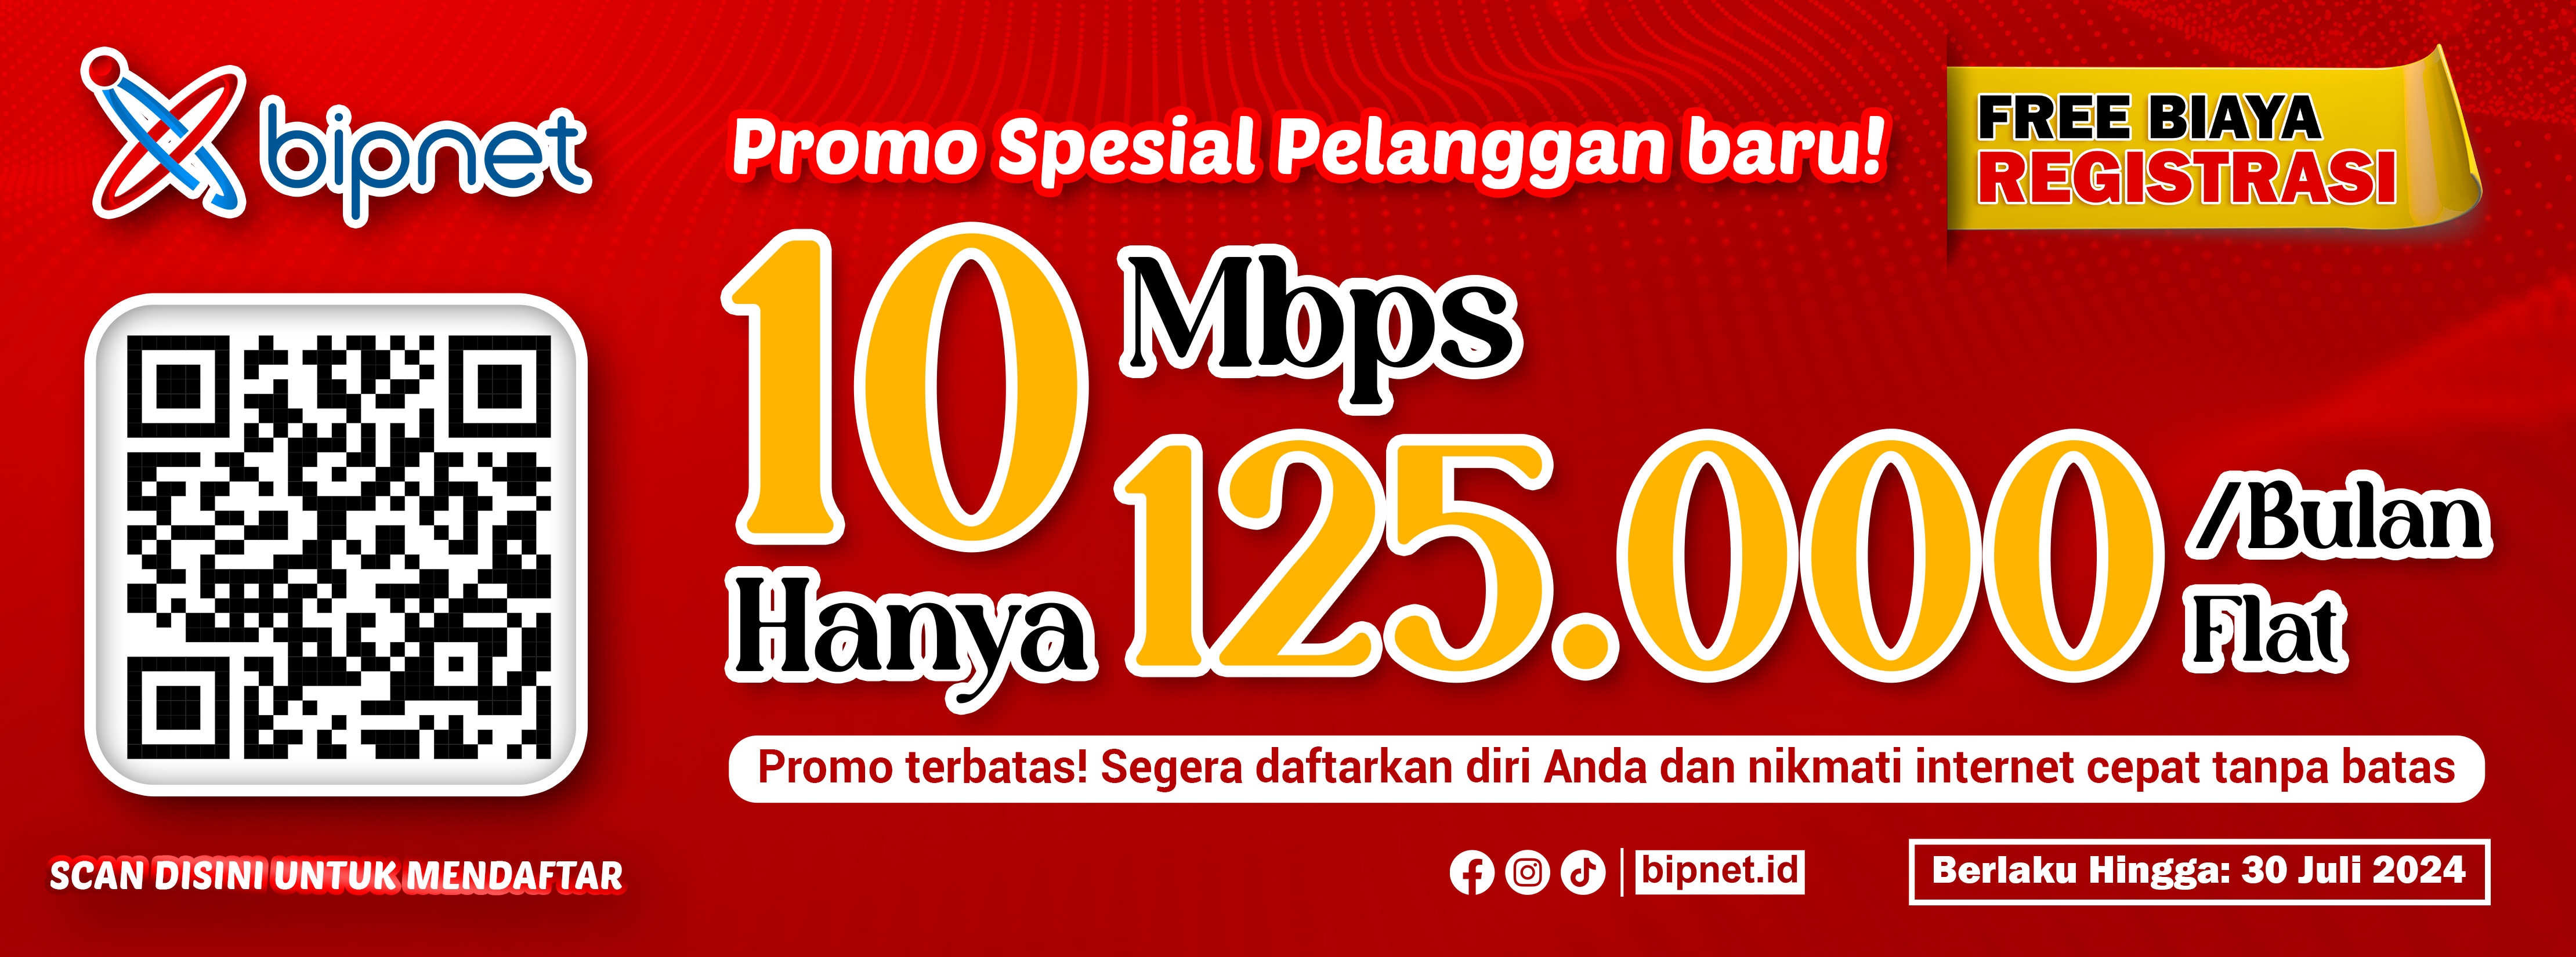 bipnet
Promo Spesial Pelanggan baru!
FREE BIAYA
REGISTRASI
10 Mbps
Hanya 125.000 /Bulan
Flat
Promo terbatas! Segera daftarkan diri Anda dan nikmati internet cepat tanpa batas
SCAN DISINI UNTUK MENDAFTAR
bipnet.id
Berlaku Hingga: 30 Juli 2024